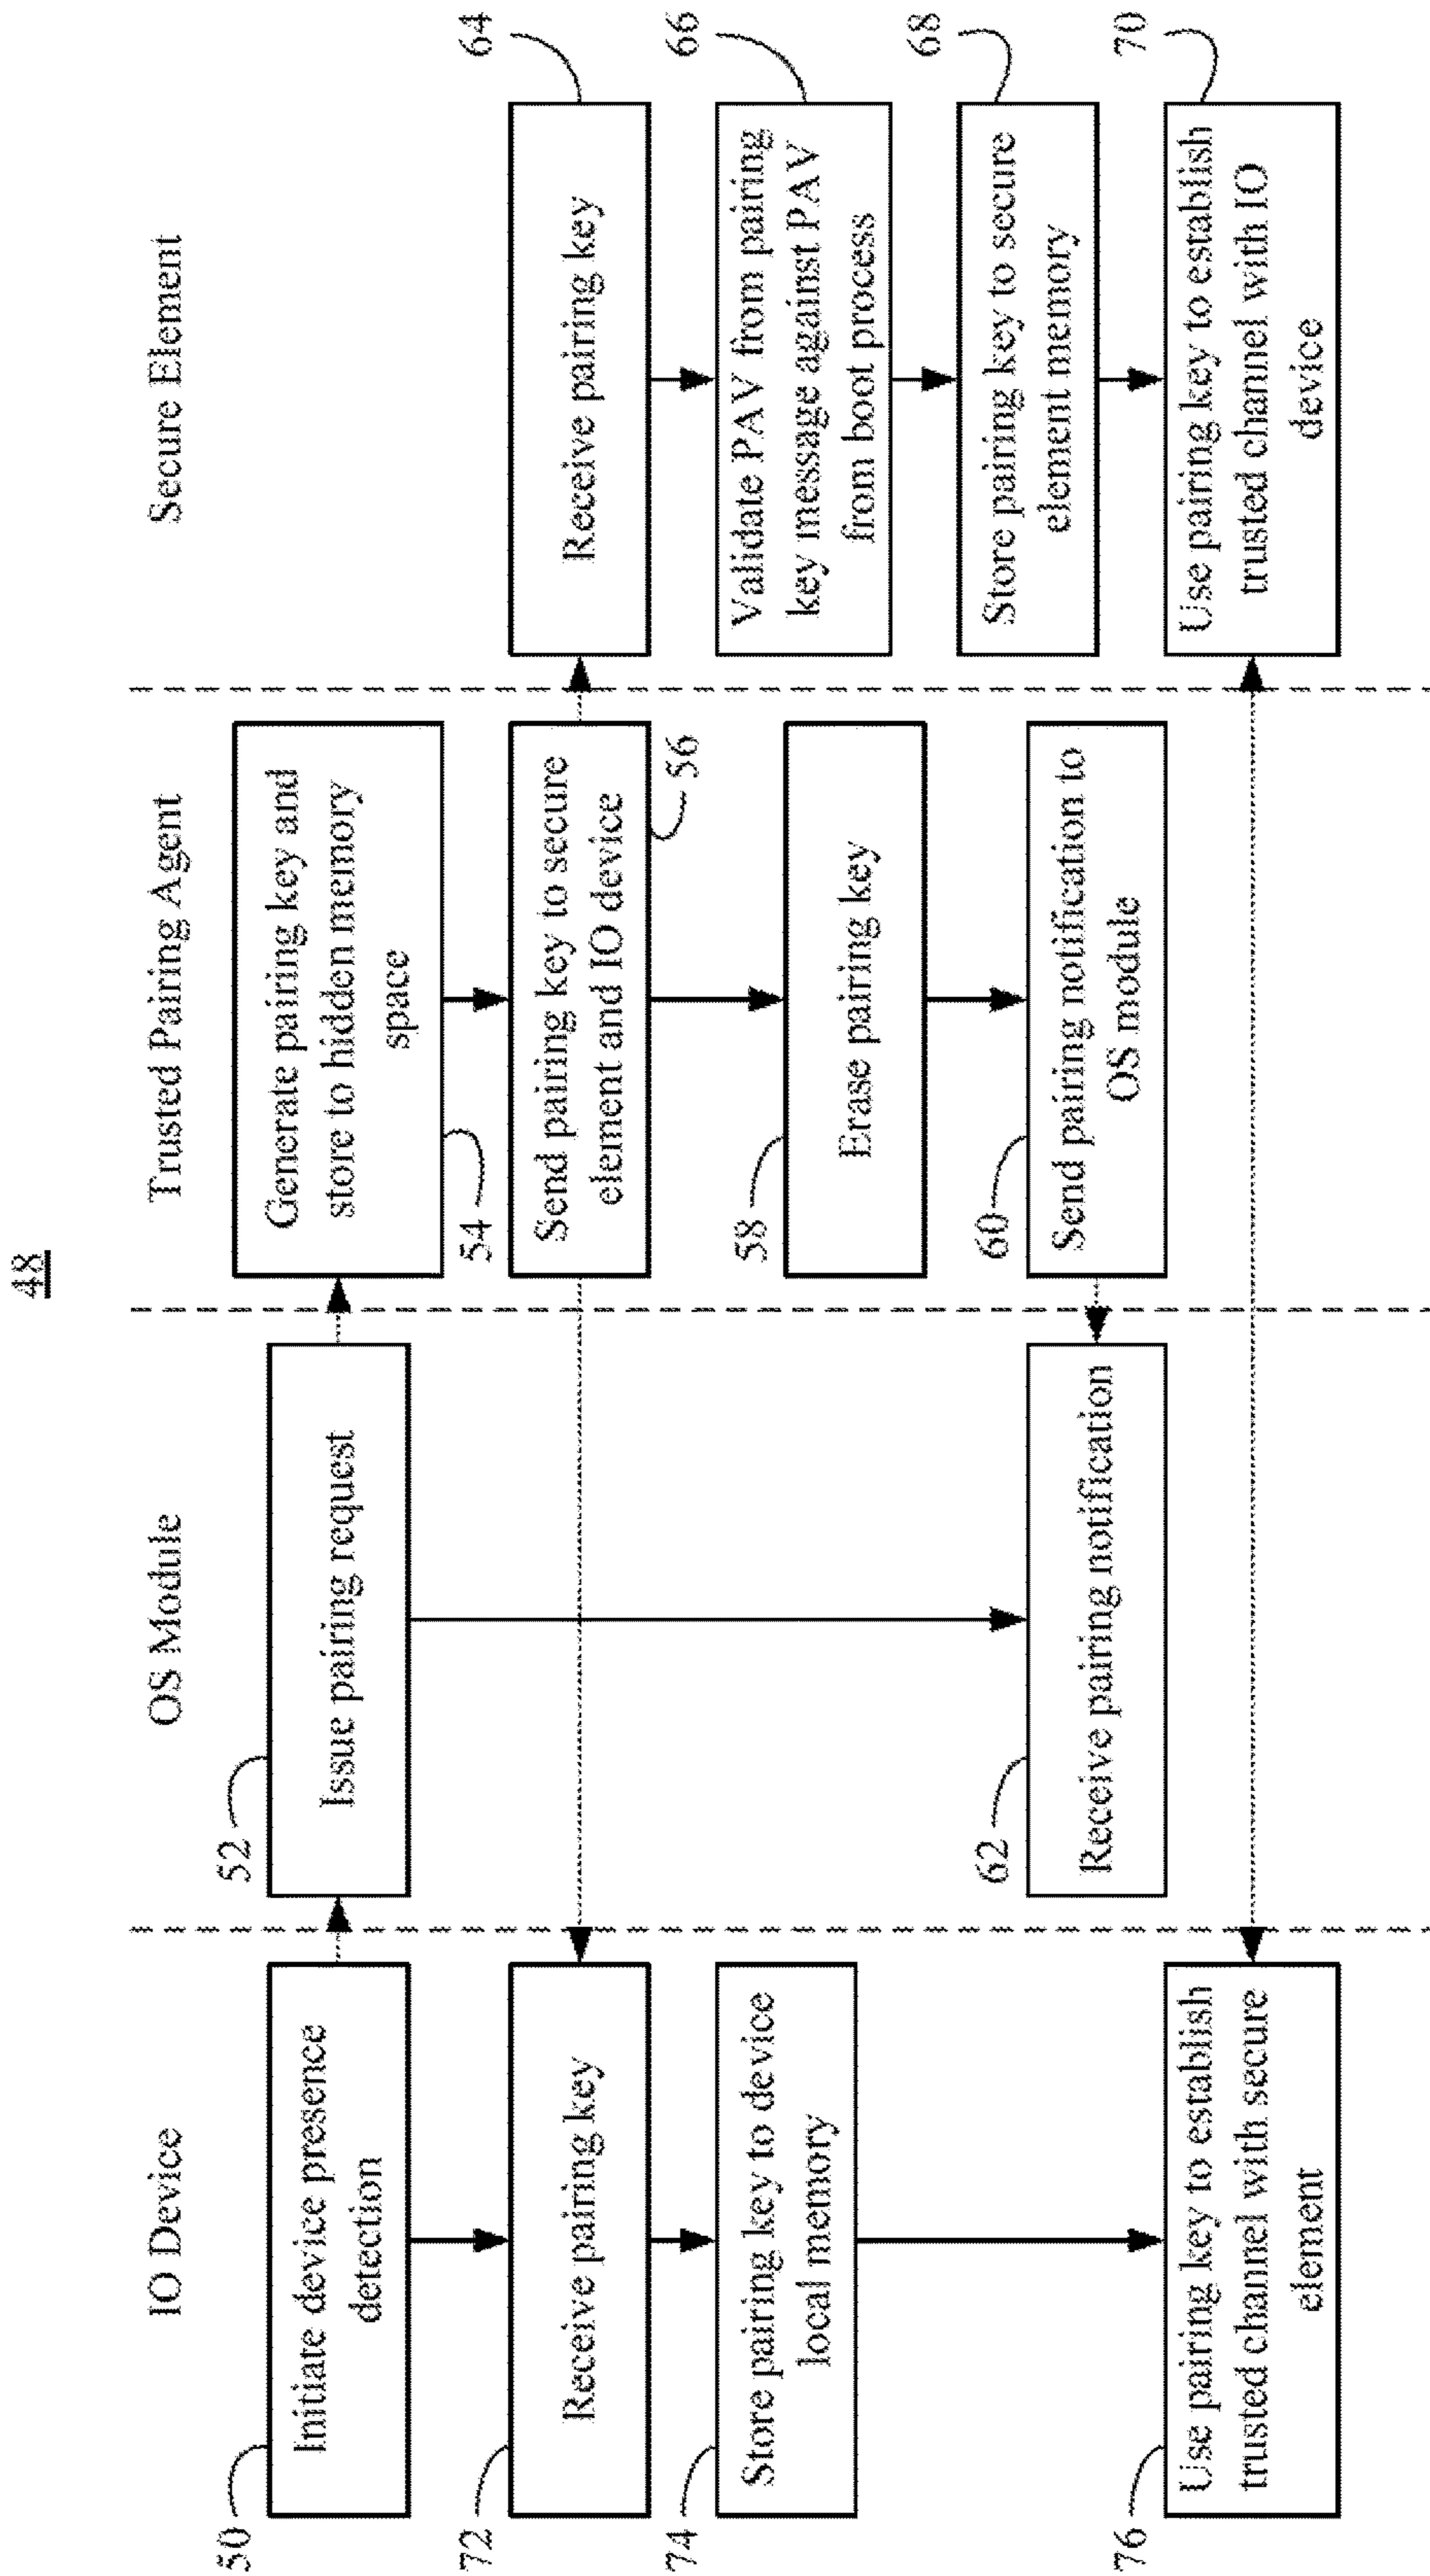 48
IO Device
OS Module
Trusted Pairing Agent
Secure Element
50
Initiate device presence
detection
52
Issue pairing request
Generate pairing key and
store to hidden memory
space
54
72
Receive pairing key
Send pairing key to secure
element and IO device
56
Receive pairing key
64
74
Store pairing key to device
local memory
58
Erase pairing key
Validate PAV from pairing
key message against PAV
from boot process
66
62
Receive pairing notification
60
Send pairing notification to
OS module
Store pairing key to secure
element memory
68
76
Use pairing key to establish
trusted channel with secure
element
Use pairing key to establish
trusted channel with IO
device
70